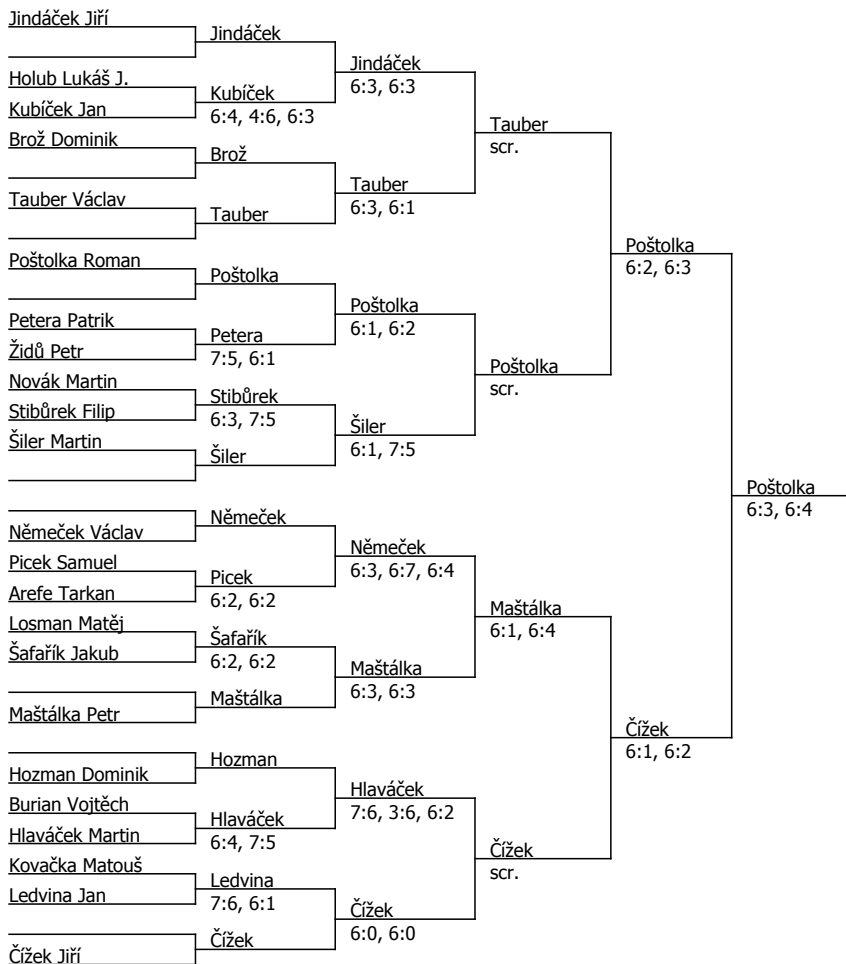 Jindáček Jiří
Holub Lukáš J.
Kubíček Jan
Brož Dominik
Tauber Václav
Poštolka Roman
Petera Patrik
Židů Petr
Novák Martin
Stibůrek Filip
Šiler Martin
Němeček Václav
Picek Samuel
Arefe Tarkan
Losman Matěj
Šafařík Jakub
Maštálka Petr
Hozman Dominik
Burian Vojtěch
Hlaváček Martin
Kovačka Matouš
Ledvina Jan
Čížek Jiří
Jindáček
Kubíček
6:4, 4:6, 6:3
Brož
Tauber
Poštolka
Petera
7:5, 6:1
Stibůrek
6:3, 7:5
Šiler
Němeček
Picek
6:2, 6:2
Šafařík
6:2, 6:2
Maštálka
Hozman
Hlaváček
6:4, 7:5
Ledvina
7:6, 6:1
Čížek
Jindáček
6:3, 6:3
Tauber
6:3, 6:1
Poštolka
6:1, 6:2
Šiler
6:1, 7:5
Němeček
6:3, 6:7, 6:4
Maštálka
6:3, 6:3
Hlaváček
7:6, 3:6, 6:2
Čížek
6:0, 6:0
Tauber
scr.
Poštolka
scr.
Maštálka
6:1, 6:4
Čížek
scr.
Poštolka
6:2, 6:3
Čížek
6:1, 6:2
Poštolka
6:3, 6:4